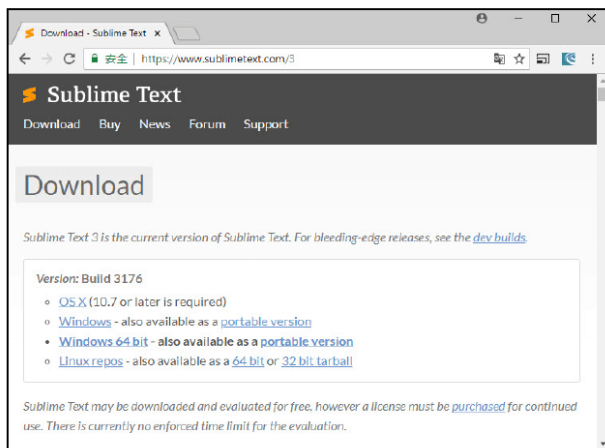 Download - Sublime Text
安全 | https://www.sublimetext.com/3
Sublime Text
Download Buy News Forum Support
Download
Sublime Text 3 is the current version of Sublime Text. For bleeding-edge releases, see the dev builds.
Version: Build 3176
OS X (10.7 or later is required)
Windows - also available as a portable version
Windows 64 bit - also available as a portable version
Linux repos - also available as a 64 bit or 32 bit tarball
Sublime Text may be downloaded and evaluated for free, however a license must be purchased for continued
use. There is currently no enforced time limit for the evaluation.